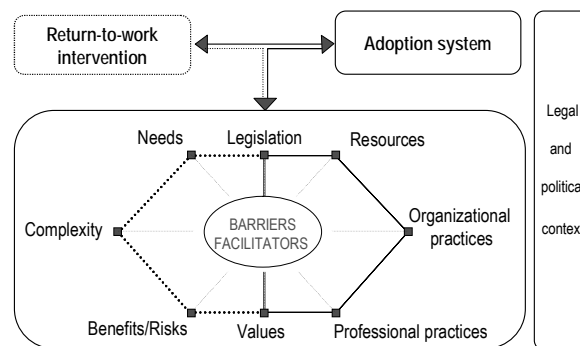 Return-to-work
intervention
Adoption system
Needs
Legislation
Resources
Complexity
BARRIERS
FACILITATORS
Organizational
practices
Benefits/Risks
Values
Professional practices
Legal
and
politica
contex